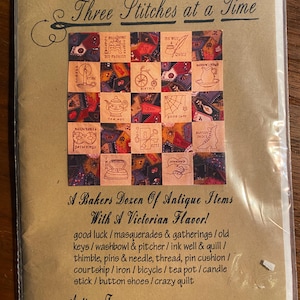 Three Stitches at a Time
A Bakers Dozen Of Antique Items
With A Victorian Flavor!
good luck / masquerades & gatherings / old
keys / washbowl & pitcher / ink well & quill /
thimble, pins & needle, thread, pin cushion /
courtship / iron / bicycle / tea pot / candle
stick / button shoes / crazy quilt